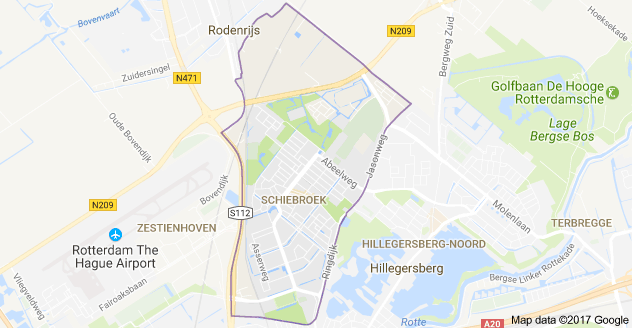 Bovenvaart
Rodenrijs
Hoeksekade
N209
Bergweg Zuid
Zuidersingel
N471
Golfbaan De Hooge
Rotterdamsche
Oude Bovendijk
Lage
Bergse Bos
Jasonweg
Abeelweg
Bovendijk
SCHIEBROEK
Molenlaan
N209
S112
TERBREGGE
ZESTIENHOVEN
HILLEGERSBERG-NOORD
Rotterdam The
Hague Airport
Hillegersberg
Asserweg
Ringdijk
Bergse Linker Rottekade
Vliegveldweg
Fairoaksbaan
Rotte
A20
Map data ©2017 Google